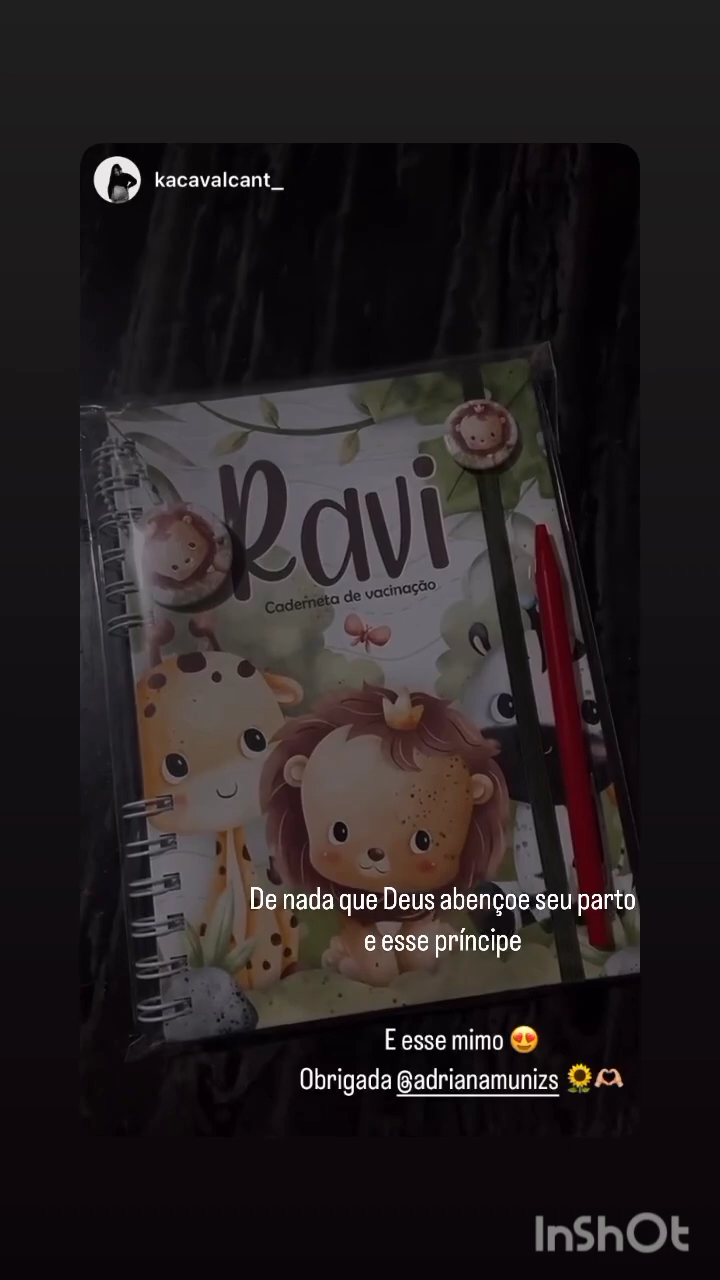 kacavalcant_
Ravi
Caderneta de vacinação
De nada que Deus abençoe seu parto
e esse príncipe
E esse mimo 😍
Obrigada @adrianamunizs 🌻🫶🏼
InShOt